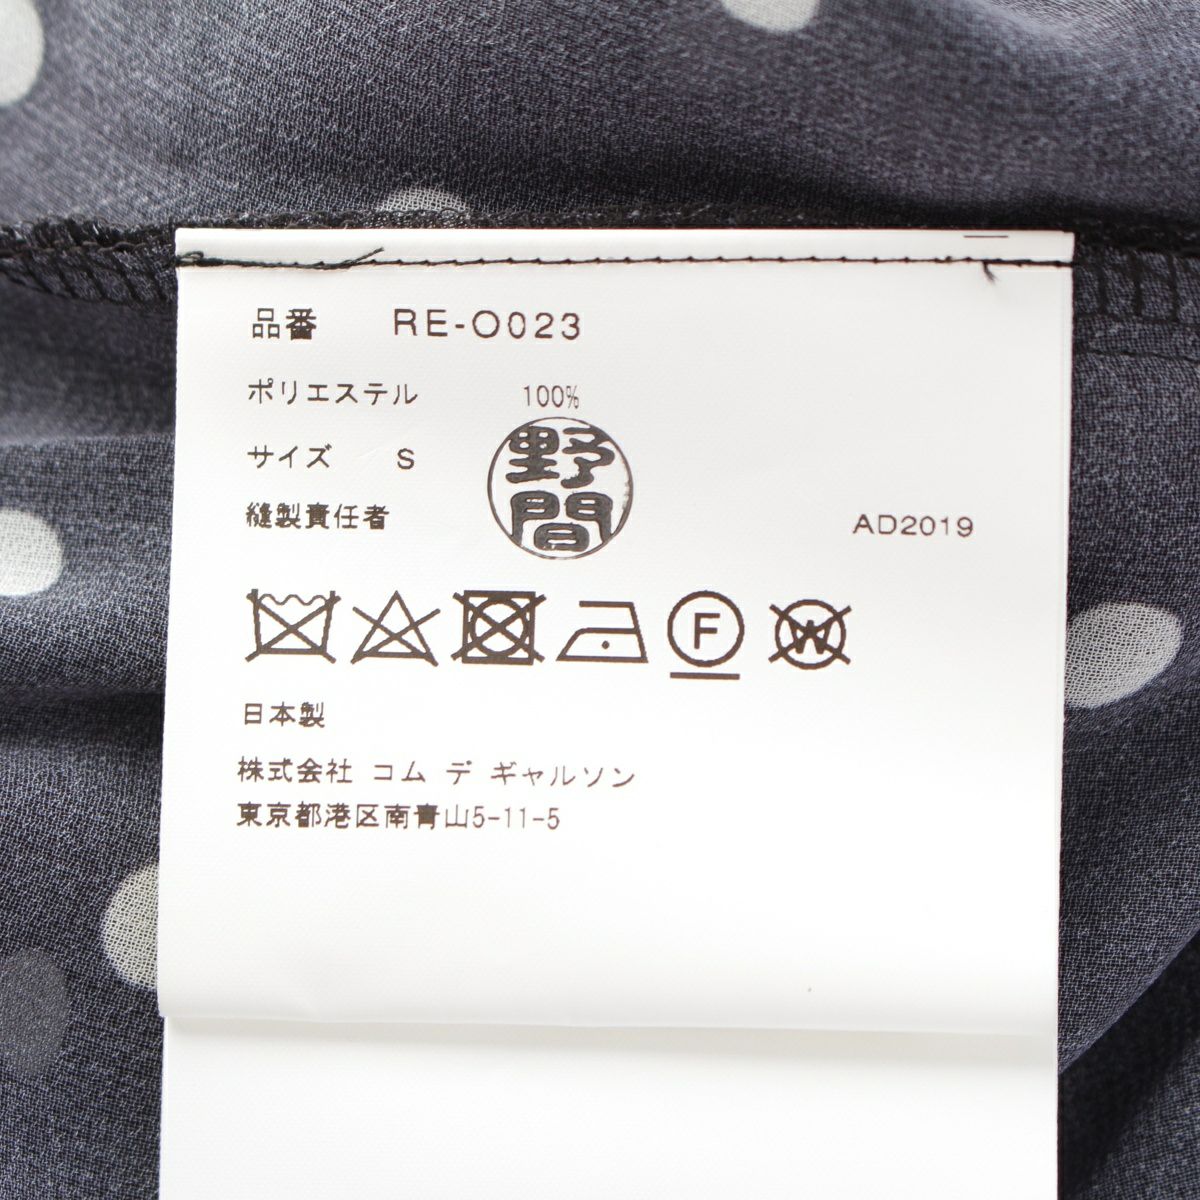 品番 RE-O023
ポリエステル 100%
サイズ S
縫製責任者 野間
AD2019
F W
日本製
株式会社 コム デ ギャルソン
東京都港区南青山5-11-5